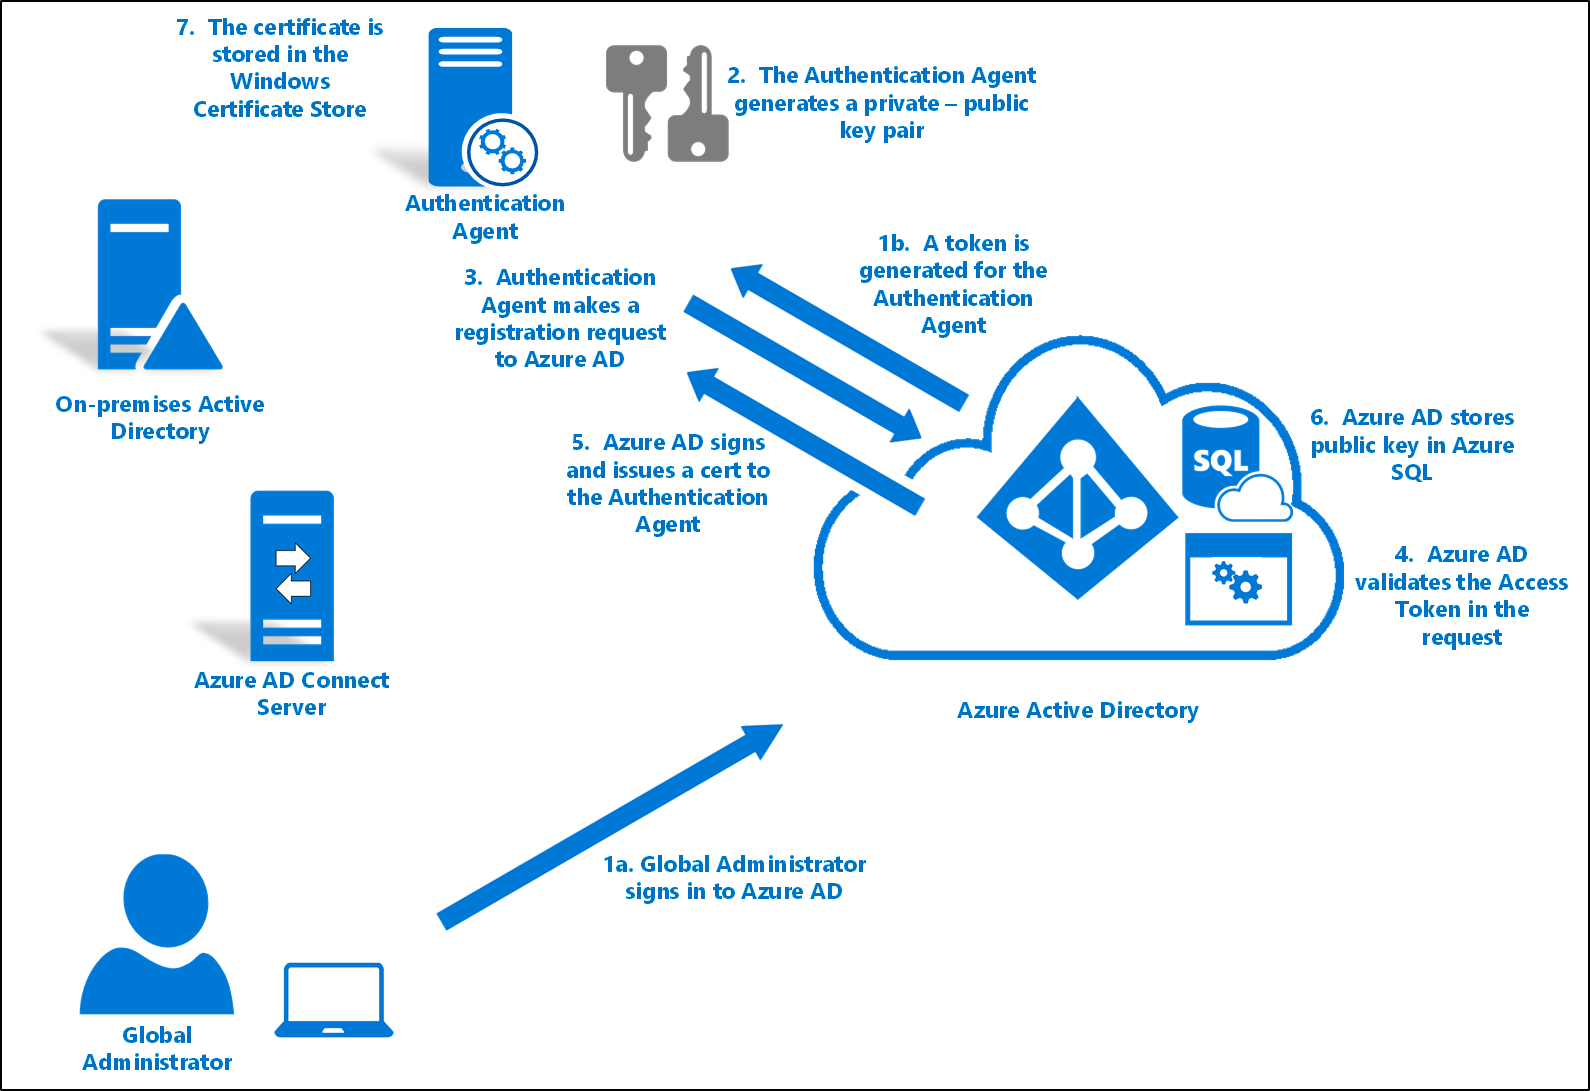 7.  The certificate is
stored in the
Windows
Certificate Store
2.  The Authentication Agent
generates a private – public
key pair
Authentication
Agent
1b.  A token is
generated for the
Authentication
Agent
3.  Authentication
Agent makes a
registration request
to Azure AD
On-premises Active
Directory
5.  Azure AD signs
and issues a cert to
the Authentication
Agent
SQL
6.  Azure AD stores
public key in Azure
SQL
4.  Azure AD
validates the Access
Token in the
request
Azure AD Connect
Server
Azure Active Directory
1a. Global Administrator
signs in to Azure AD
Global
Administrator